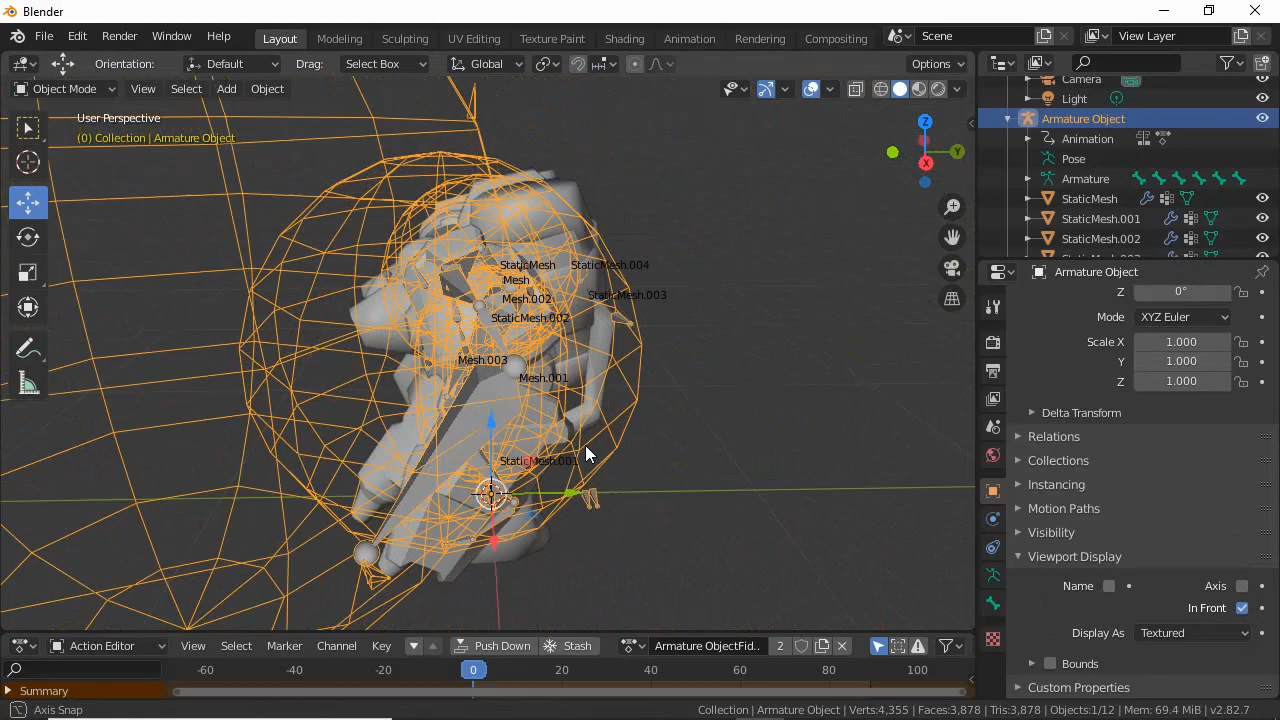 Blender
File Edit Render Window Help Layout Modeling Sculpting UV Editing Texture Paint Shading Animation Rendering Compositing Scene View Layer
Orientation: Default Drag: Select Box Global Options
Object Mode View Select Add Object
User Perspective
(0) Collection | Armature Object
Z
Y
X
StaticMesh StaticMesh.004
Mesh
StaticMesh.003
Mesh.002
StaticMesh.002
Mesh.003
Mesh.001
StaticMesh.001
Camera
Light
Armature Object
Animation
Pose
Armature
StaticMesh
StaticMesh.001
StaticMesh.002
Armature Object
Z 0°
Mode XYZ Euler
Scale X 1.000
Y 1.000
Z 1.000
Delta Transform
Relations
Collections
Instancing
Motion Paths
Visibility
Viewport Display
Name Axis
In Front
Display As Textured
Bounds
Custom Properties
Action Editor View Select Marker Channel Key Push Down Stash Armature ObjectFid.. 2
-60 -40 -20 0 20 40 60 80 100
Summary
Axis Snap
Collection | Armature Object | Verts:4,355 | Faces:3,878 | Tris:3,878 | Objects:1/12 | Mem: 69.4 MiB | v2.82.7